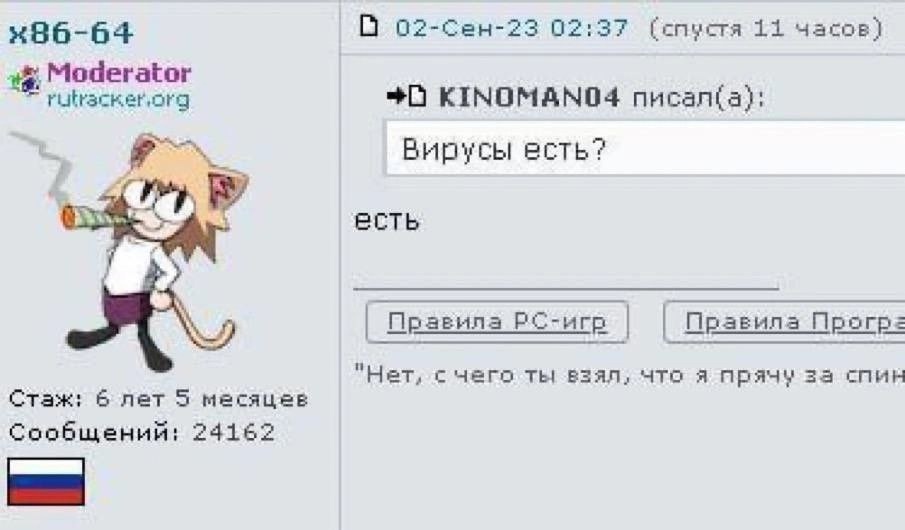 x86-64
Moderator
rutracker.org
Стаж: 6 лет 5 месяцев
Сообщений: 24162
02-Сен-23 02:37 (спустя 11 часов)
KINOMAN04 писал(а):
Вирусы есть?
есть
Правила PC-игр
Правила Програ
"Нет, с чего ты взял, что я прячу за спин